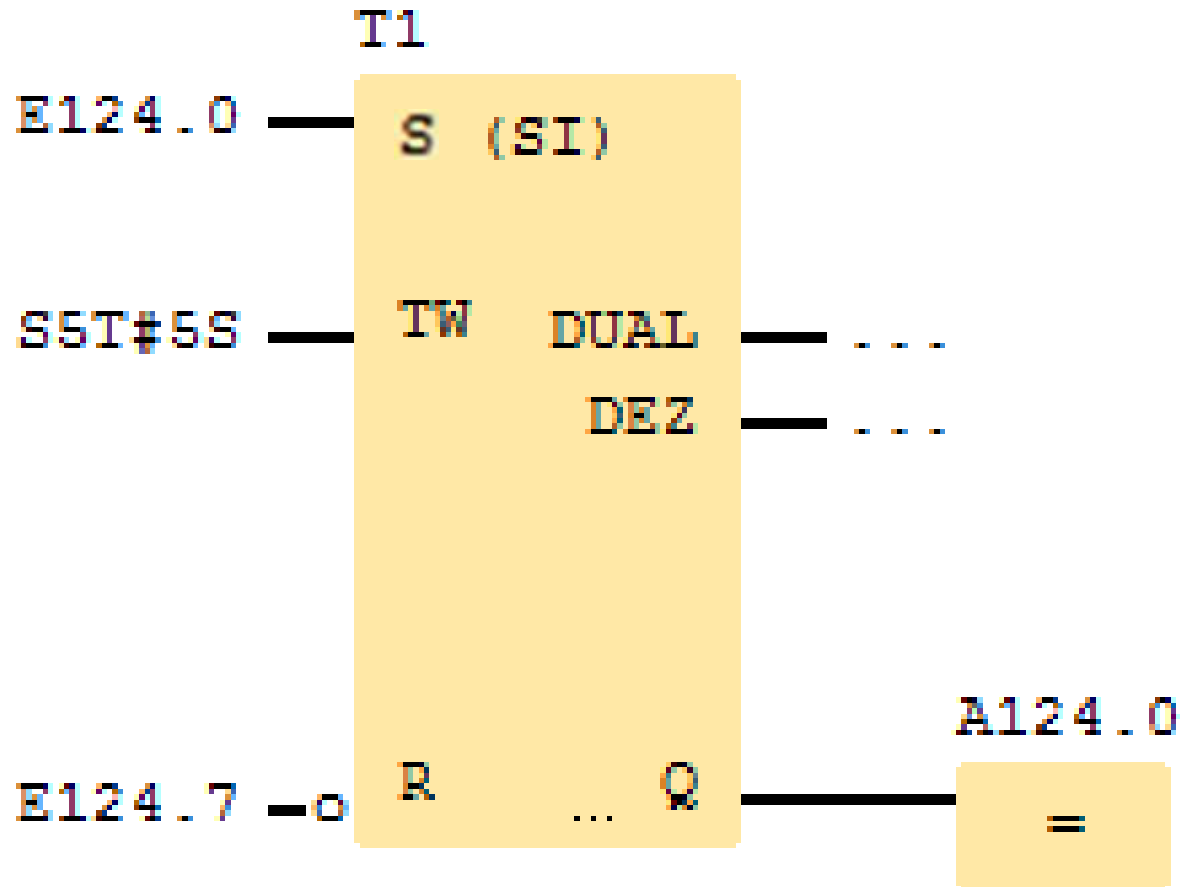 T1
E124.0 S (SI)
S5T#5S TW DUAL ...
DEZ ...
A124.0
E124.7 R ... Q
=